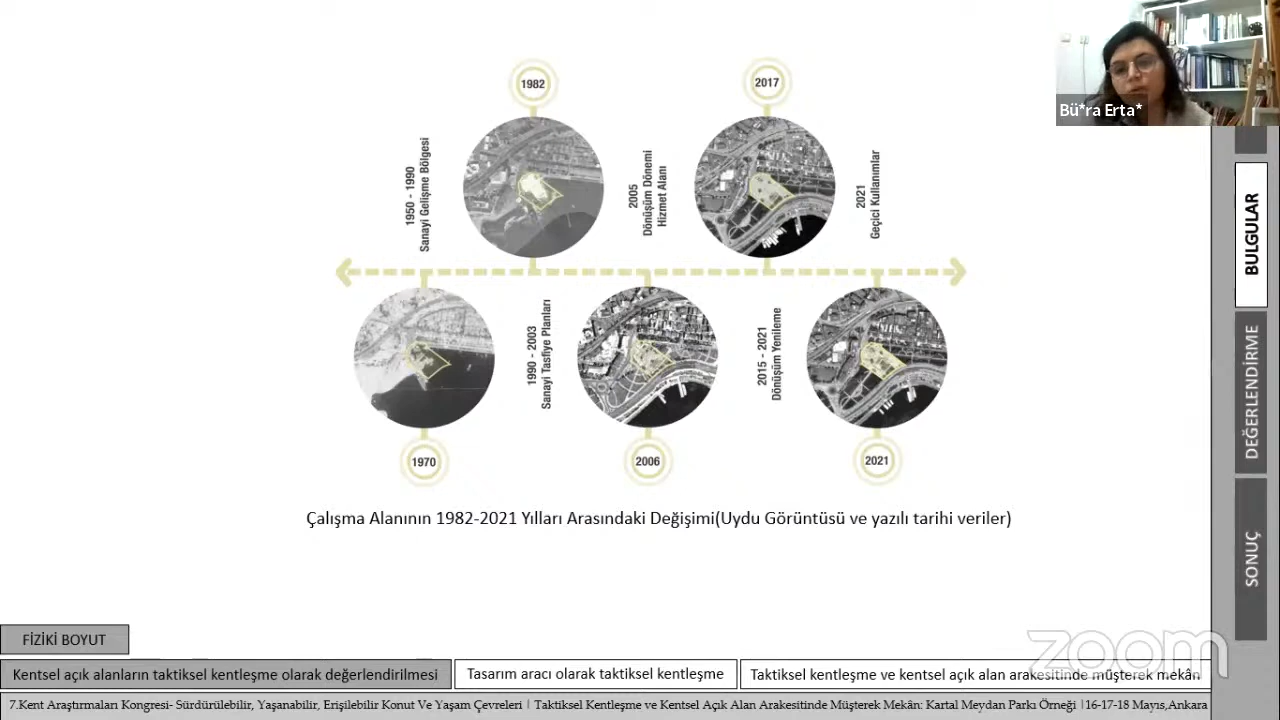 Bü*ra Erta*
1982
2017
1950 - 1990
Sanayi Gelişme Bölgesi
2005
Dönüşüm Dönemi
Hizmet Alanı
2021
Geçici Kullanımlar
1990 - 2003
Sanayi Tasfiye Planları
2015 - 2021
Dönüşüm Yenileme
1970
2006
2021
Çalışma Alanının 1982-2021 Yılları Arasındaki Değişimi(Uydu Görüntüsü ve yazılı tarihi veriler)
BULGULAR
DEĞERLENDİRME
SONUÇ
FİZİKİ BOYUT
zoom
Kentsel açık alanların taktiksel kentleşme olarak değerlendirilmesi
Tasarım aracı olarak taktiksel kentleşme
Taktiksel kentleşme ve kentsel açık alan arakesitinde müşterek mekân
7.Kent Araştırmaları Kongresi- Sürdürülebilir, Yaşanabilir, Erişilebilir Konut Ve Yaşam Çevreleri | Taktiksel Kentleşme ve Kentsel Açık Alan Arakesitinde Müşterek Mekân: Kartal Meydan Parkı Örneği |16-17-18 Mayıs,Ankara